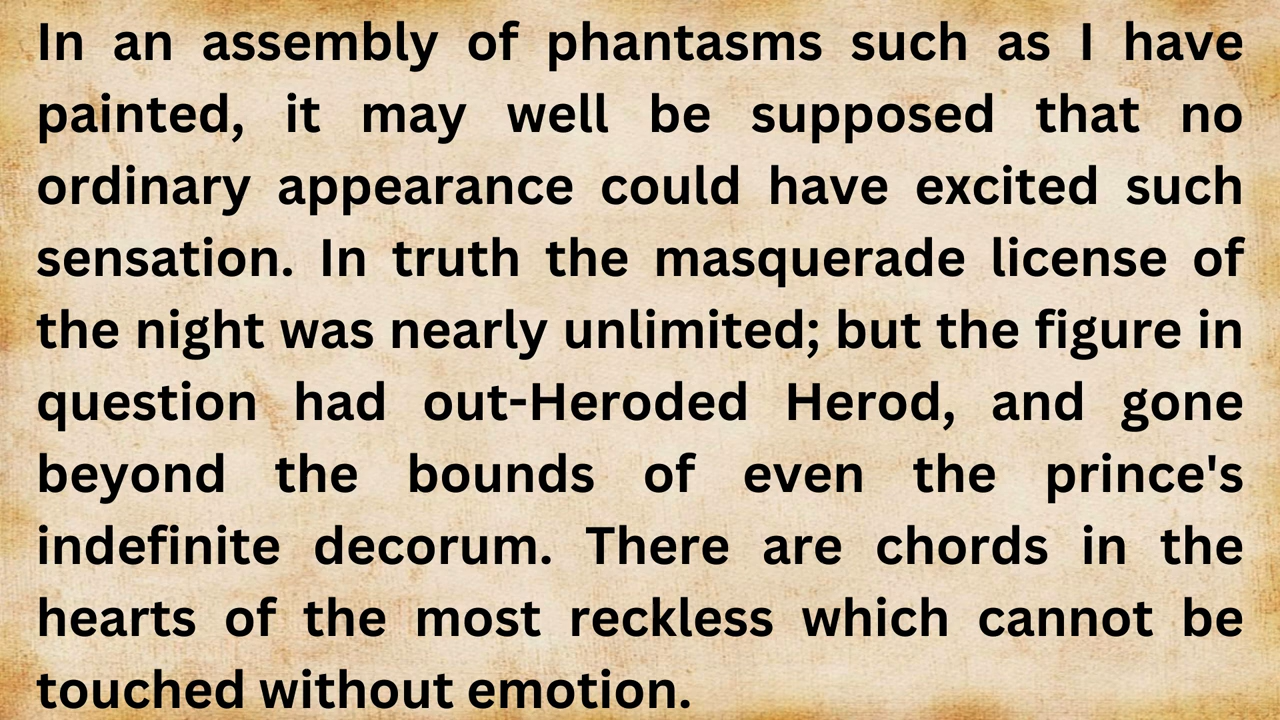 In an assembly of phantasms such as I have
painted, it may well be supposed that no
ordinary appearance could have excited such
sensation. In truth the masquerade license of
the night was nearly unlimited; but the figure in
question had out-Heroded Herod, and gone
beyond the bounds of even the prince's
indefinite decorum. There are chords in the
hearts of the most reckless which cannot be
touched without emotion.